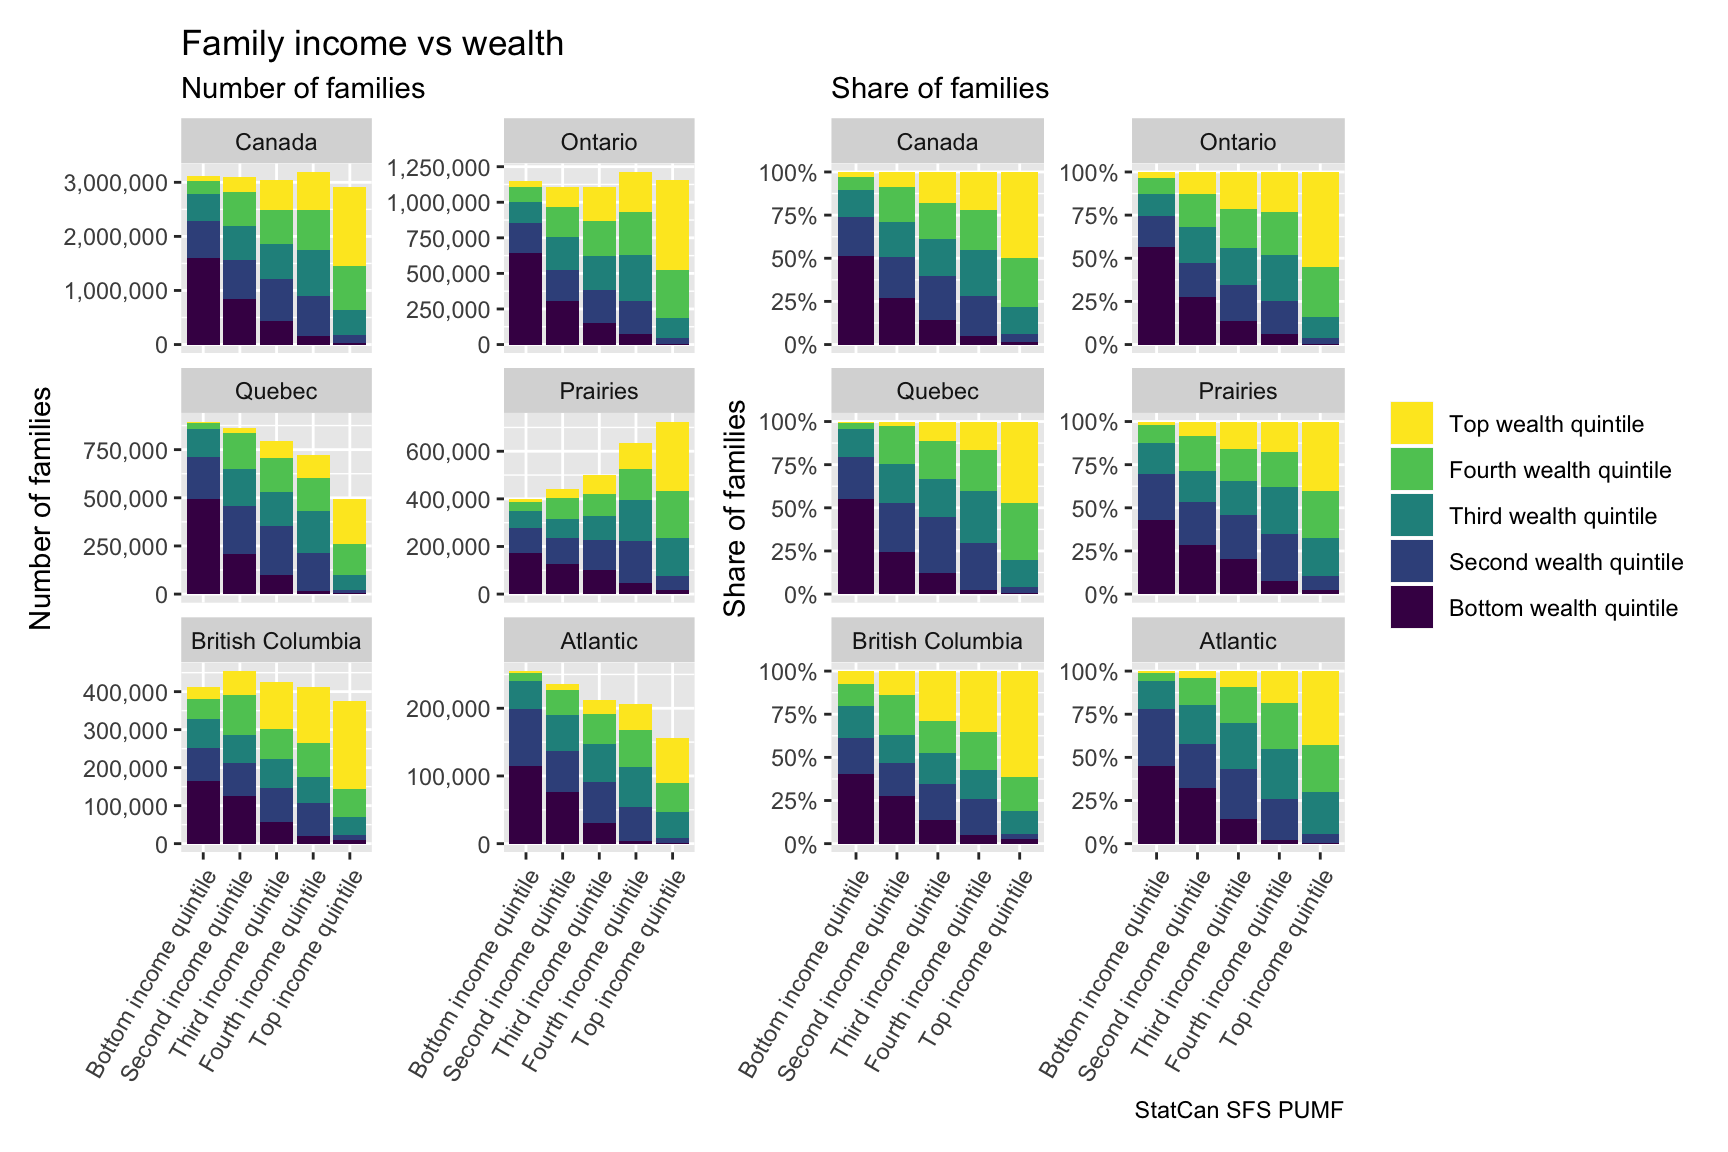 Family income vs wealth
Number of families
Share of families
Canada
Ontario
Canada
Ontario
3,000,000
2,000,000
1,000,000
0
1,250,000
1,000,000
750,000
500,000
250,000
0
100%
75%
50%
25%
0%
100%
75%
50%
25%
0%
Number of families
Quebec
Prairies
Share of families
Quebec
Prairies
750,000
500,000
250,000
0
600,000
400,000
200,000
0
100%
75%
50%
25%
0%
100%
75%
50%
25%
0%
British Columbia
Atlantic
British Columbia
Atlantic
400,000
300,000
200,000
100,000
0
200,000
100,000
0
100%
75%
50%
25%
0%
100%
75%
50%
25%
0%
Bottom income quintile
Second income quintile
Third income quintile
Fourth income quintile
Top income quintile
Bottom income quintile
Second income quintile
Third income quintile
Fourth income quintile
Top income quintile
Bottom income quintile
Second income quintile
Third income quintile
Fourth income quintile
Top income quintile
Bottom income quintile
Second income quintile
Third income quintile
Fourth income quintile
Top income quintile
Top wealth quintile
Fourth wealth quintile
Third wealth quintile
Second wealth quintile
Bottom wealth quintile
StatCan SFS PUMF